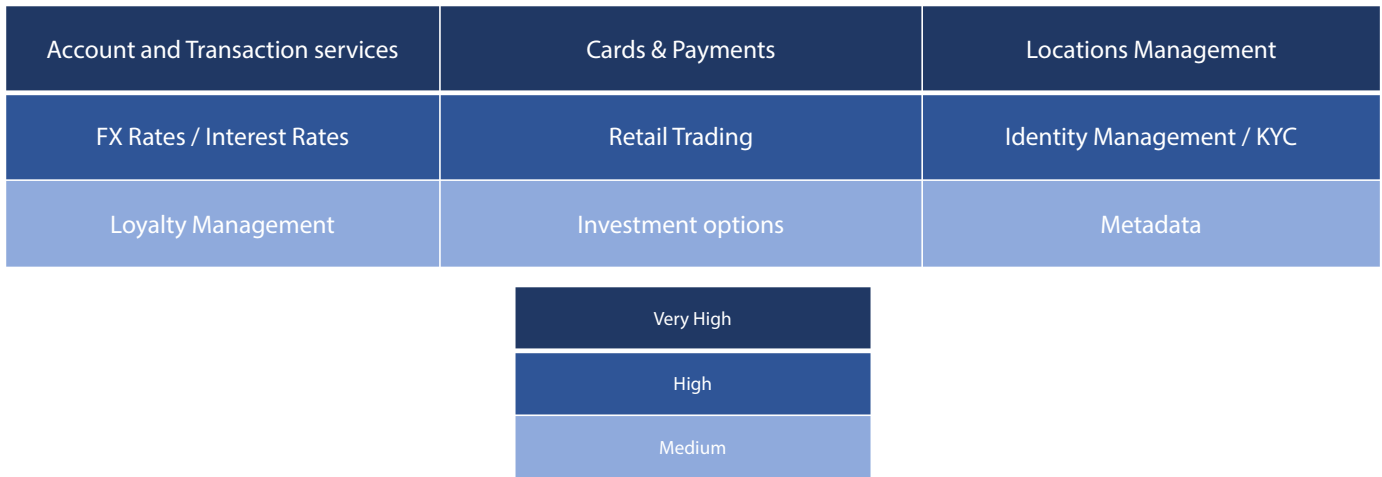 Account and Transaction services
Cards & Payments
Locations Management
FX Rates / Interest Rates
Retail Trading
Identity Management / KYC
Loyalty Management
Investment options
Metadata
Very High
High
Medium